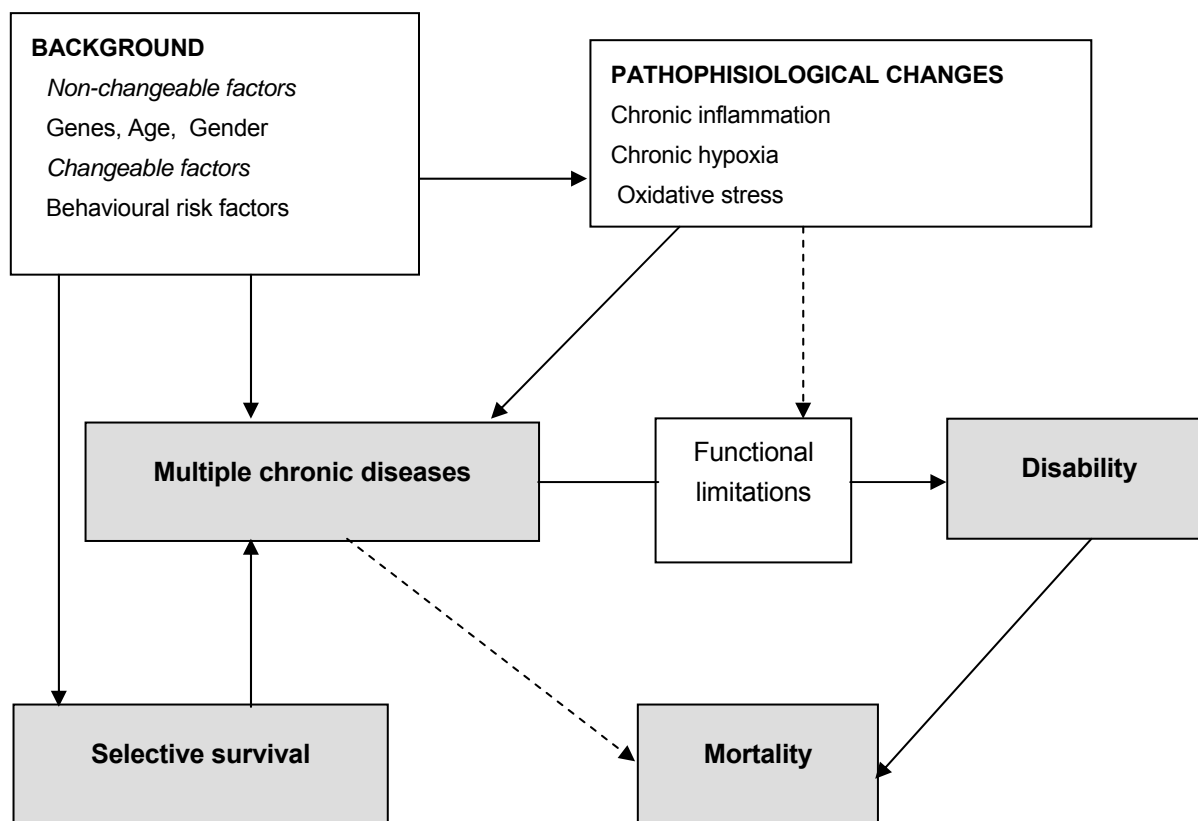 BACKGROUND
Non-changeable factors
Genes, Age, Gender
Changeable factors
Behavioural risk factors
PATHOPHISIOLOGICAL CHANGES
Chronic inflammation
Chronic hypoxia
Oxidative stress
Multiple chronic diseases
Functional
limitations
Disability
Selective survival
Mortality